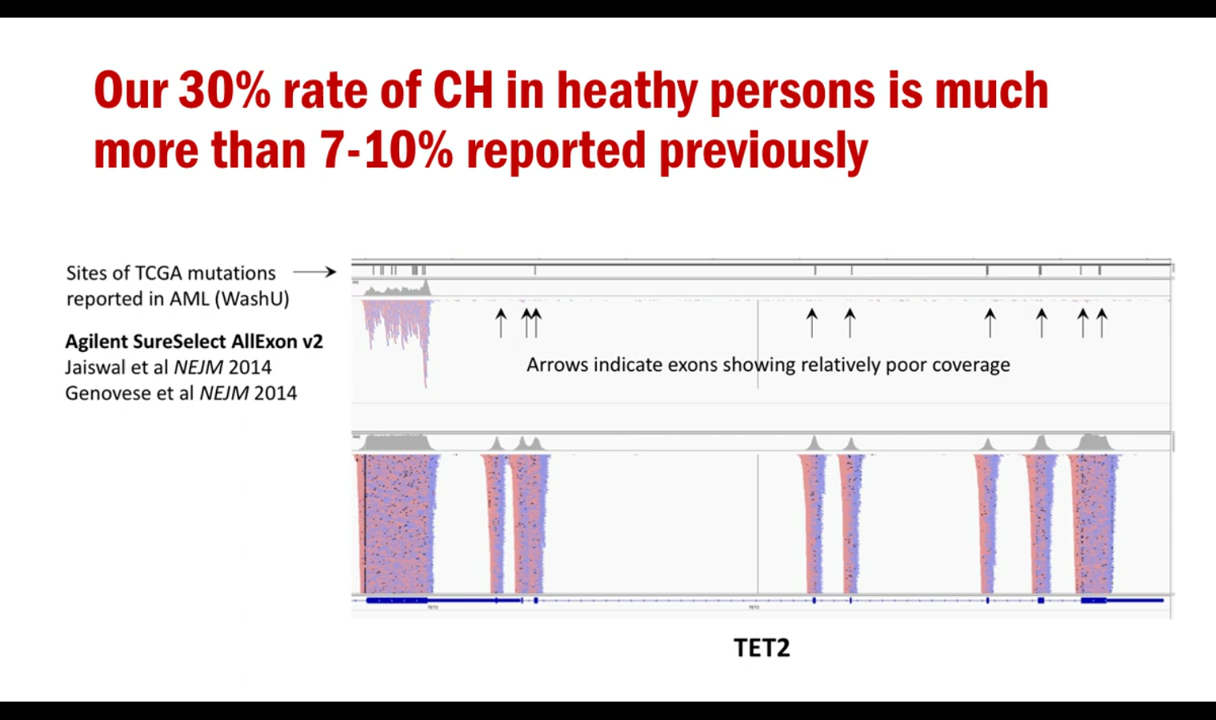 Our 30% rate of CH in heathy persons is much
more than 7-10% reported previously
Sites of TCGA mutations
reported in AML (WashU)
Agilent SureSelect AllExon v2
Jaiswal et al NEJM 2014
Genovese et al NEJM 2014
Arrows indicate exons showing relatively poor coverage
TET2